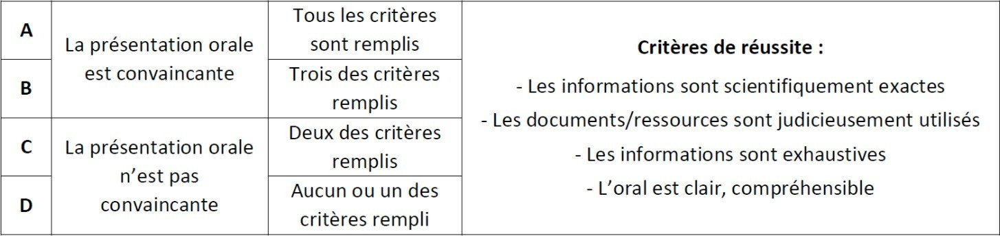 A
La présentation orale
est convaincante
Tous les critères
sont remplis
B
Trois des critères
remplis
C
La présentation orale
n’est pas
convaincante
Deux des critères
remplis
D
Aucun ou un des
critères rempli
Critères de réussite :
- Les informations sont scientifiquement exactes
- Les documents/ressources sont judicieusement utilisés
- Les informations sont exhaustives
- L’oral est clair, compréhensible